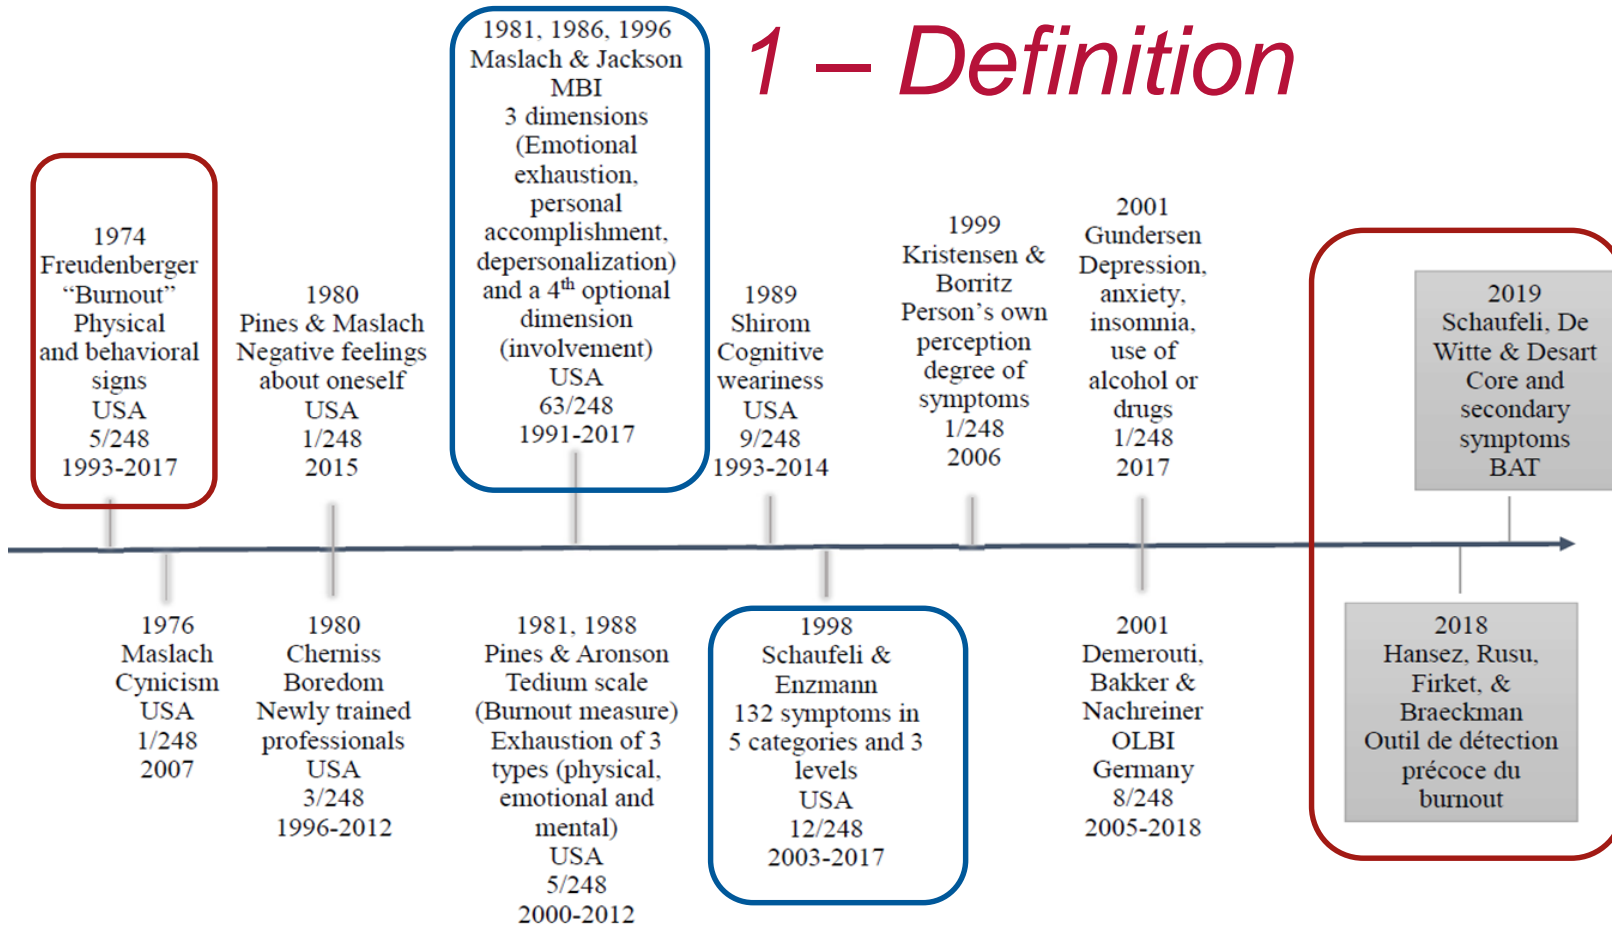 1 – Definition
1974
Freudenberger
“Burnout”
Physical
and behavioral
signs
USA
5/248
1993-2017
1980
Pines & Maslach
Negative feelings
about oneself
USA
1/248
2015
1981, 1986, 1996
Maslach & Jackson
MBI
3 dimensions
(Emotional
exhaustion,
personal
accomplishment,
depersonalization)
and a 4th optional
dimension
(involvement)
USA
63/248
1991-2017
1989
Shirom
Cognitive
weariness
USA
9/248
1993-2014
1999
Kristensen &
Borritz
Person’s own
perception
degree of
symptoms
1/248
2006
2001
Gundersen
Depression,
anxiety,
insomnia,
use of
alcohol or
drugs
1/248
2017
2019
Schaufeli, De
Witte & Desart
Core and
secondary
symptoms
BAT
1976
Maslach
Cynicism
USA
1/248
2007
1980
Cherniss
Boredom
Newly trained
professionals
USA
3/248
1996-2012
1981, 1988
Pines & Aronson
Tedium scale
(Burnout measure)
Exhaustion of 3
types (physical,
emotional and
mental)
USA
5/248
2000-2012
1998
Schaufeli &
Enzmann
132 symptoms in
5 categories and 3
levels
USA
12/248
2003-2017
2001
Demerouti,
Bakker &
Nachreiner
OLBI
Germany
8/248
2005-2018
2018
Hansez, Rusu,
Firket, &
Braeckman
Outil de détection
précoce du
burnout